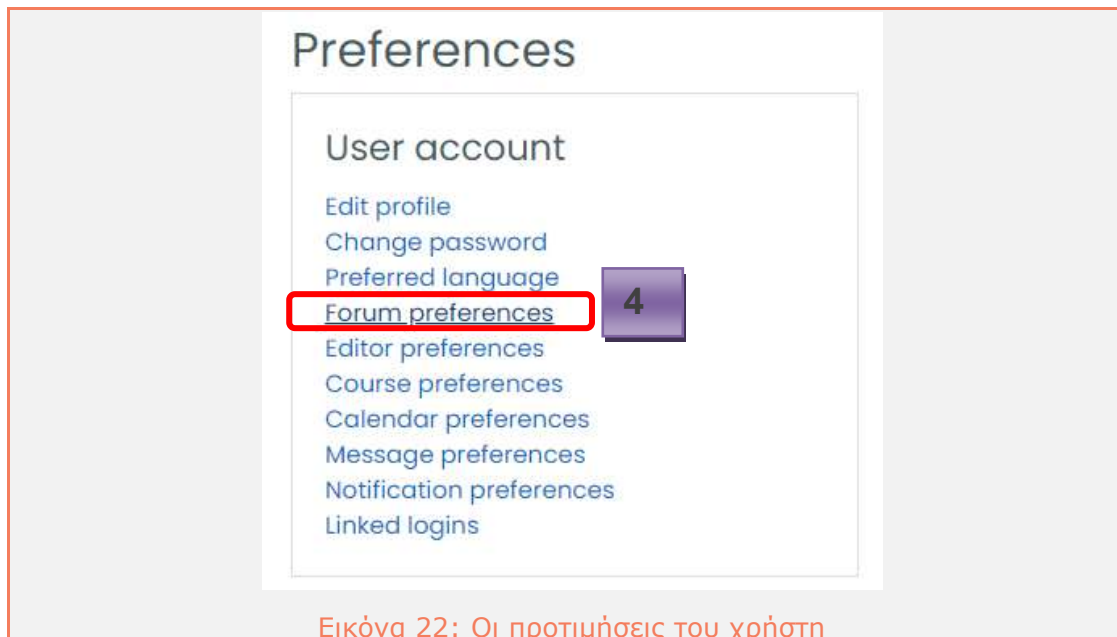 Preferences
User account
Edit profile
Change password
Preferred language
Forum preferences
4
Editor preferences
Course preferences
Calendar preferences
Message preferences
Notification preferences
Linked logins
Εικόνα 22: Οι προτιμήσεις του χρήστη